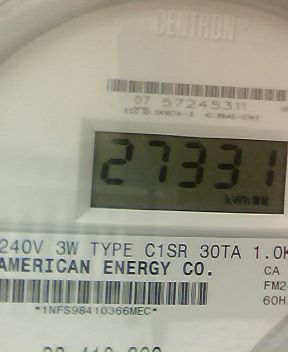 CENTRON®
07 57245311
27331
kWh
240V 3W TYPE C1SR 30TA 1.0K
AMERICAN ENERGY CO.
CA
FM2
60H
*1NFS98410366MEC*